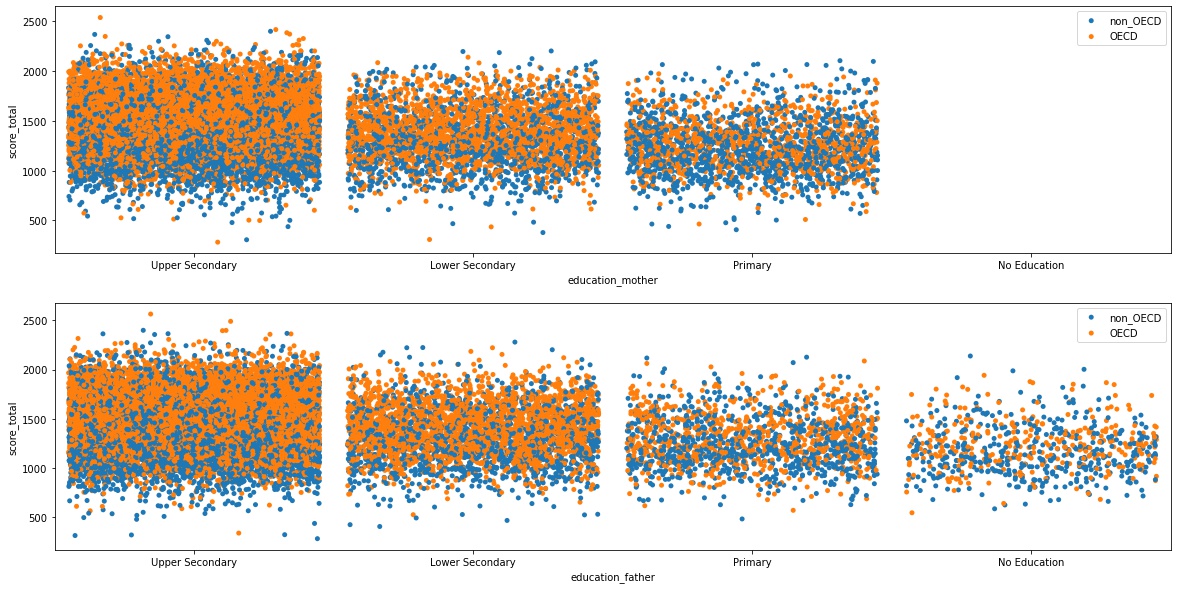 2500
2000
1500
1000
500
score_total
non_OECD
OECD
Upper Secondary
Lower Secondary
Primary
No Education
education_mother
2500
2000
1500
1000
500
score_total
non_OECD
OECD
Upper Secondary
Lower Secondary
Primary
No Education
education_father